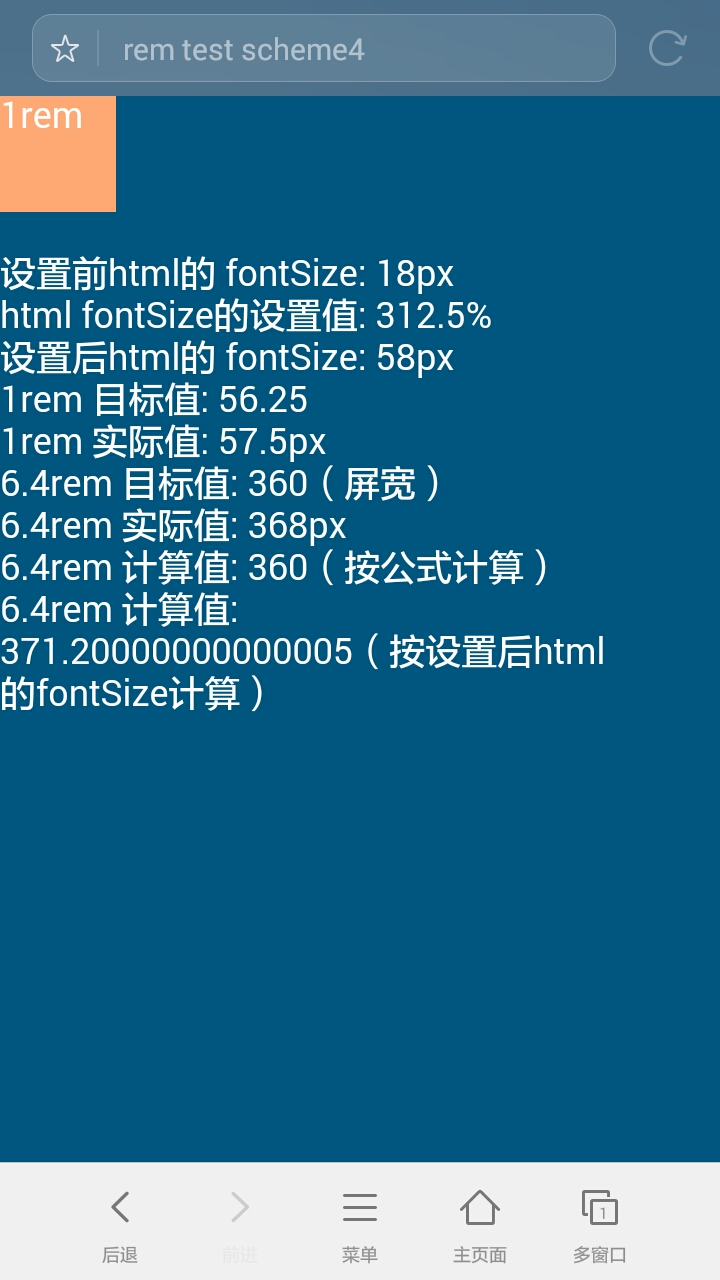 rem test scheme4
1rem
设置前html的 fontSize: 18px
html fontSize的设置值: 312.5%
设置后html的 fontSize: 58px
1rem 目标值: 56.25
1rem 实际值: 57.5px
6.4rem 目标值: 360（屏宽）
6.4rem 实际值: 368px
6.4rem 计算值: 360（按公式计算）
6.4rem 计算值:
371.20000000000005（按设置后html
的fontSize计算）
后退 前进 菜单 主页面 1 多窗口